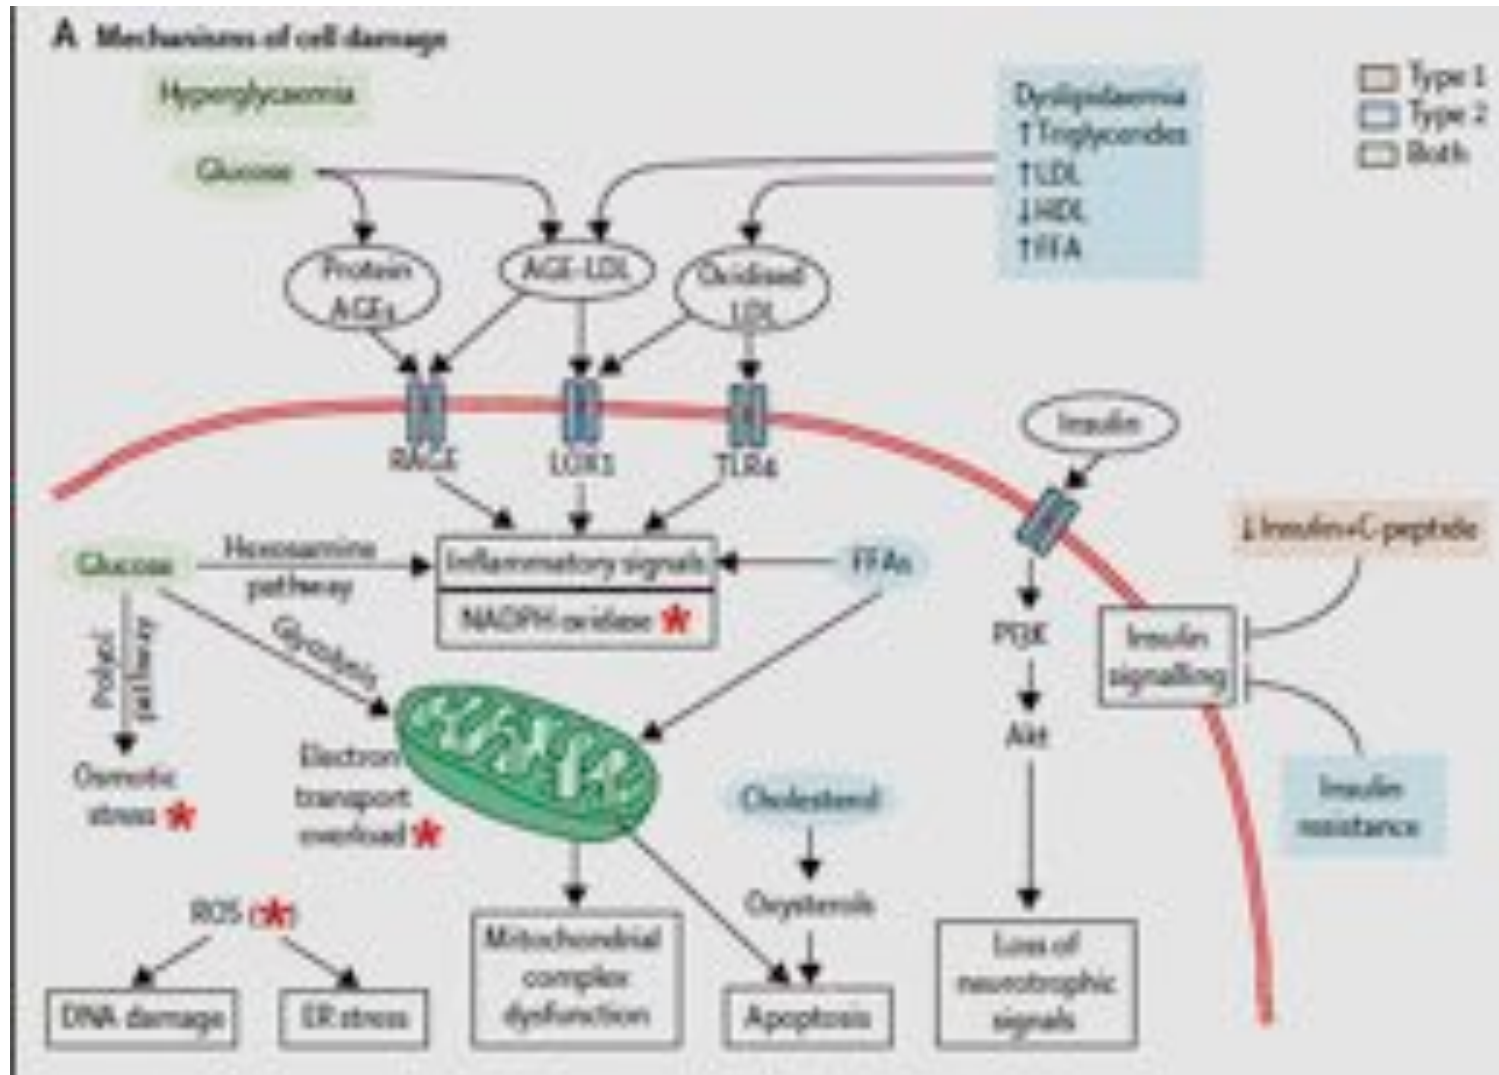 A Mechanisms of cell damage
Hyperglycaemia
Glucose
Dyslipidaemia
↑Triglycerides
↑LDL
↓HDL
↑FFA
Type 1
Type 2
Both
Protein
AGEs
AGE-LDL
Oxidised
LDL
RAGE
LOX1
TLR4
Insulin
↓Insulin+C-peptide
Glucose
Hexosamine
pathway
Inflammatory signals
NADPH oxidase *
FFAs
Polyol
pathway
Glycolysis
PI3K
Insulin
signalling
Akt
Osmotic
stress *
Electron
transport
overload *
Cholesterol
Insulin
resistance
ROS (*)
Oxysterols
DNA damage
ER stress
Mitochondrial
complex
dysfunction
Apoptosis
Loss of
neurotrophic
signals